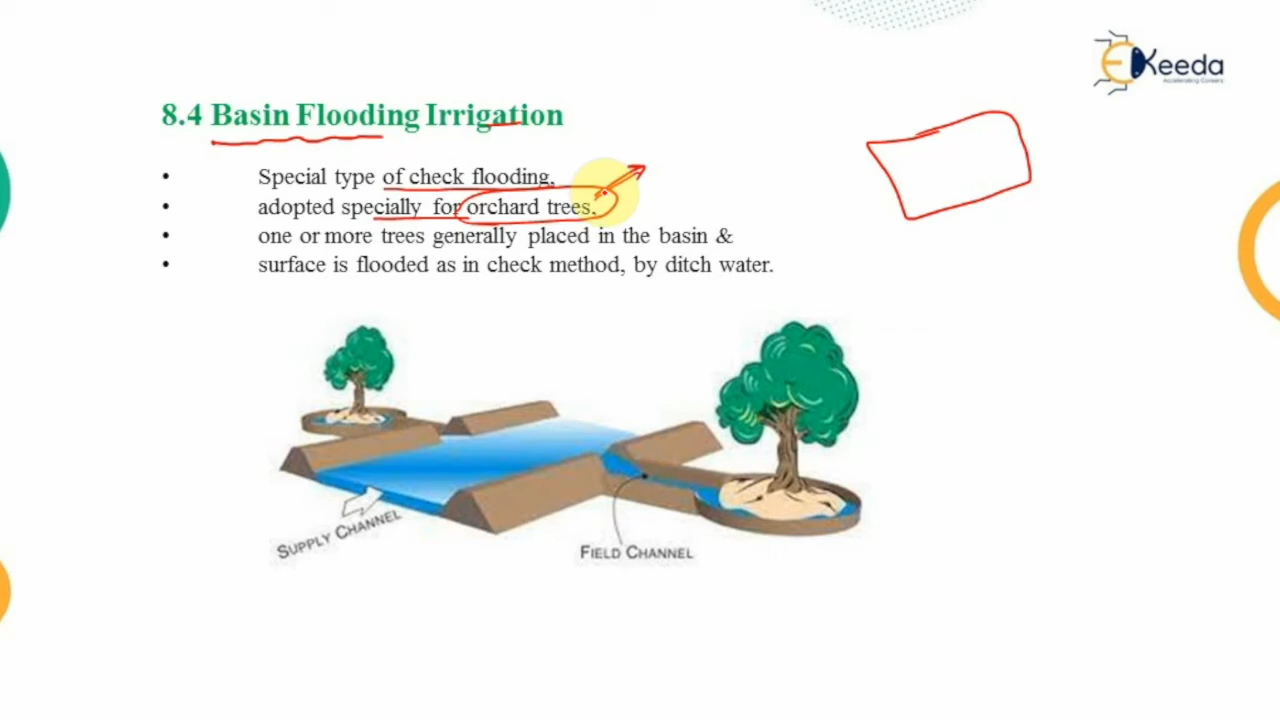 EKeeda
Accelerating Careers
8.4 Basin Flooding Irrigation
• Special type of check flooding,
• adopted specially for orchard trees,
• one or more trees generally placed in the basin &
• surface is flooded as in check method, by ditch water.
SUPPLY CHANNEL
FIELD CHANNEL